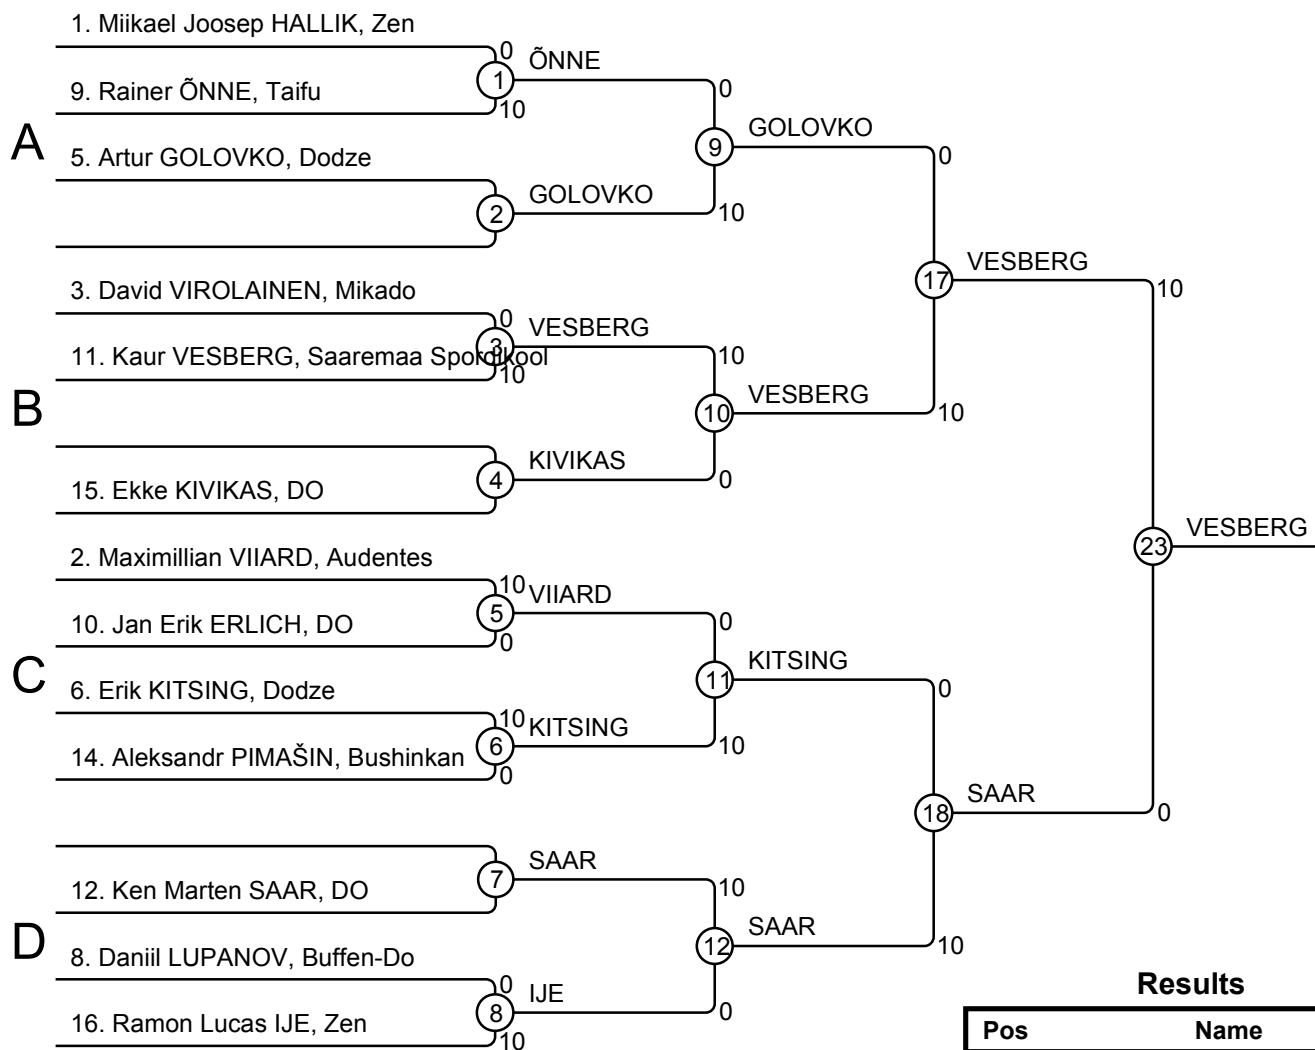 1. Miikael Joosep HALLIK, Zen
0
1
ÕNNE
9. Rainer ÕNNE, Taifu
10
0
A
9
GOLOVKO
5. Artur GOLOVKO, Dodze
0
2
GOLOVKO
10
3. David VIROLAINEN, Mikado
17
VESBERG
10
0
3
VESBERG
11. Kaur VESBERG, Saaremaa Spordikool
10
10
B
10
VESBERG
10
4
KIVIKAS
0
15. Ekke KIVIKAS, DO
23
VESBERG
2. Maximillian VIIARD, Audentes
10
5
VIIARD
10. Jan Erik ERLICH, DO
0
0
C
11
KITSING
6. Erik KITSING, Dodze
0
10
6
KITSING
10
14. Aleksandr PIMAŠIN, Bushinkan
0
18
SAAR
0
7
SAAR
12. Ken Marten SAAR, DO
10
D
12
SAAR
10
8. Daniil LUPANOV, Buffen-Do
0
8
IJE
0
16. Ramon Lucas IJE, Zen
10
Results
Pos Name